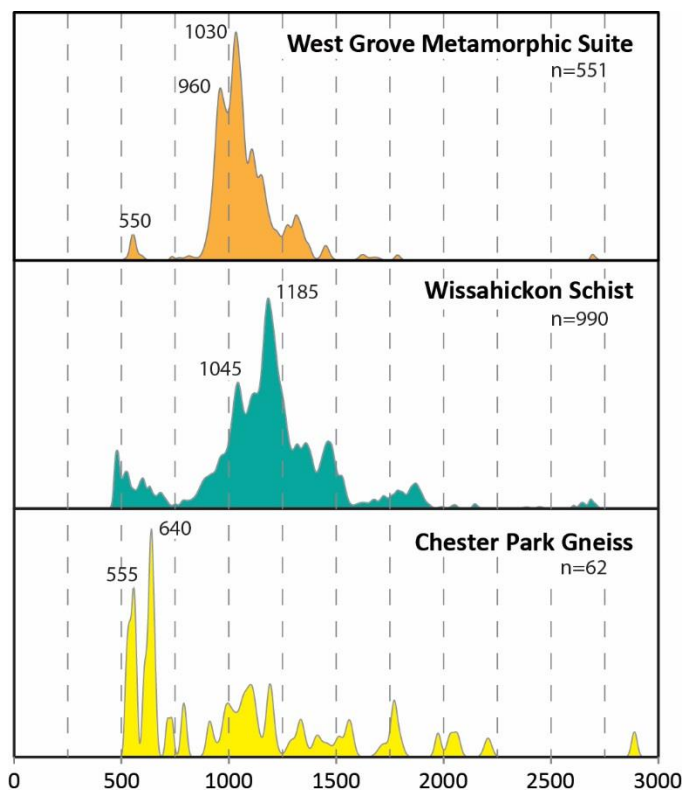 1030
West Grove Metamorphic Suite
n=551
960
550
1185
Wissahickon Schist
n=990
1045
640
Chester Park Gneiss
555
n=62
0 500 1000 1500 2000 2500 3000